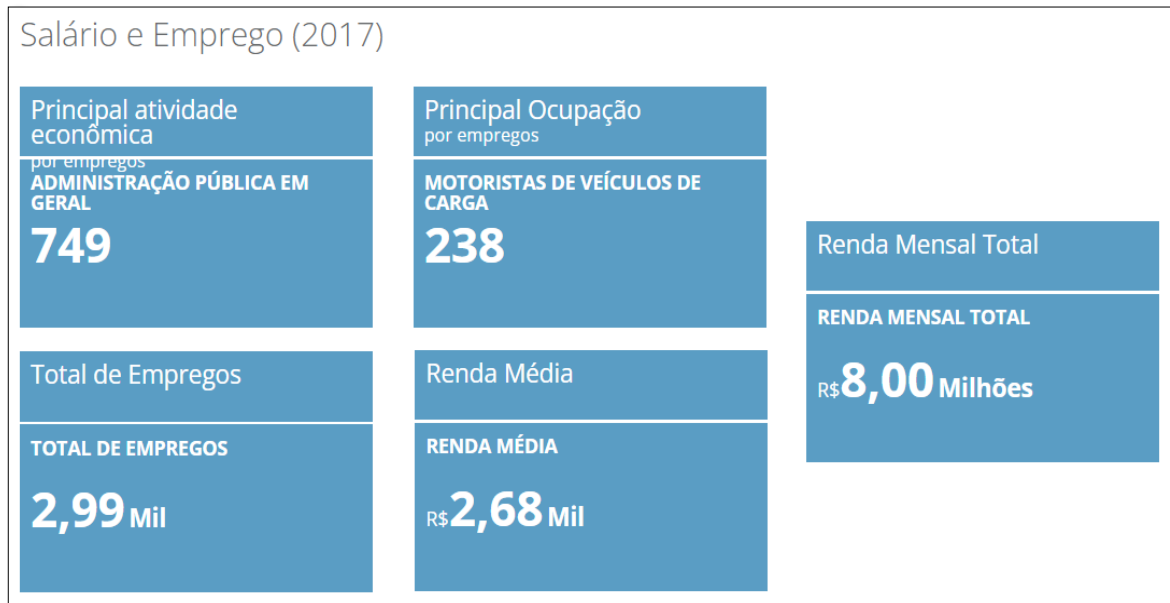 Salário e Emprego (2017)
Principal atividade
econômica
por empregos
ADMINISTRAÇÃO PÚBLICA EM
GERAL
749
Principal Ocupação
por empregos
MOTORISTAS DE VEÍCULOS DE
CARGA
238
Renda Mensal Total
RENDA MENSAL TOTAL
R$8,00 Milhões
Total de Empregos
TOTAL DE EMPREGOS
2,99 Mil
Renda Média
RENDA MÉDIA
R$2,68 Mil